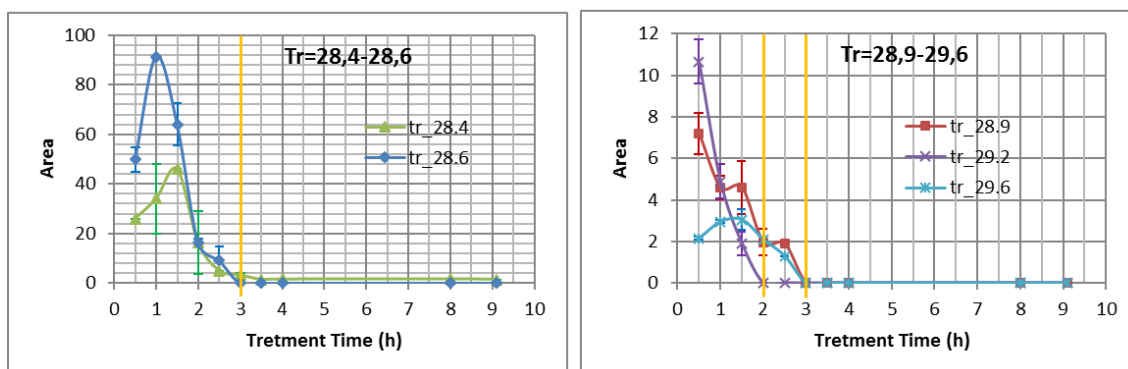 Tr=28,4-28,6
100
80
60
40
20
0
Area
tr_28.4
tr_28.6
0 1 2 3 4 5 6 7 8 9 10
Tretment Time (h)
Tr=28,9-29,6
12
10
8
6
4
2
0
Area
tr_28.9
tr_29.2
tr_29.6
0 1 2 3 4 5 6 7 8 9 10
Tretment Time (h)